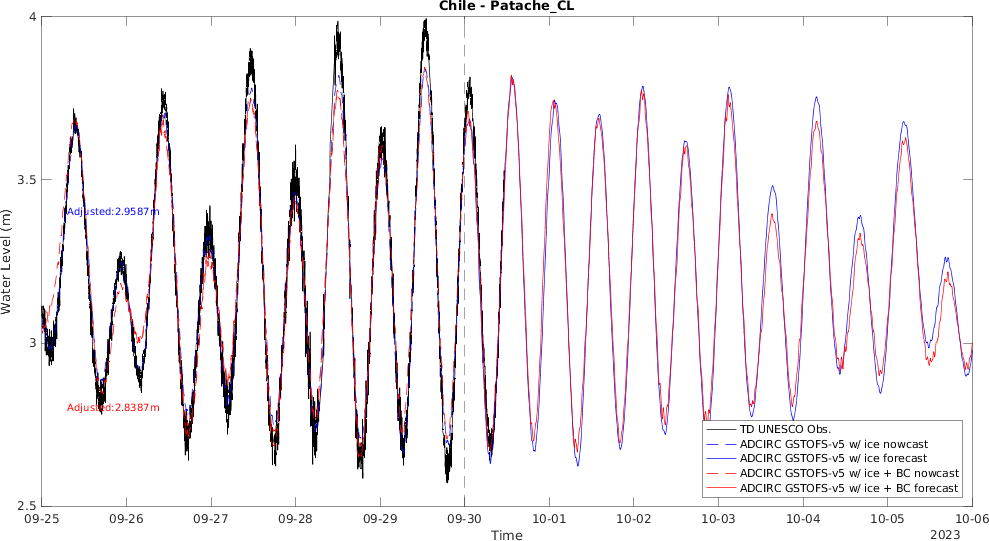 Chile - Patache_CL
4
3.5
3
2.5
Water Level (m)
Adjusted:2.9587m
Adjusted:2.8387m
TD UNESCO Obs.
ADCIRC GSTOFS-v5 w/ ice nowcast
ADCIRC GSTOFS-v5 w/ ice forecast
ADCIRC GSTOFS-v5 w/ ice + BC nowcast
ADCIRC GSTOFS-v5 w/ ice + BC forecast
09-25 09-26 09-27 09-28 09-29 09-30 10-01 10-02 10-03 10-04 10-05 10-06
Time
2023